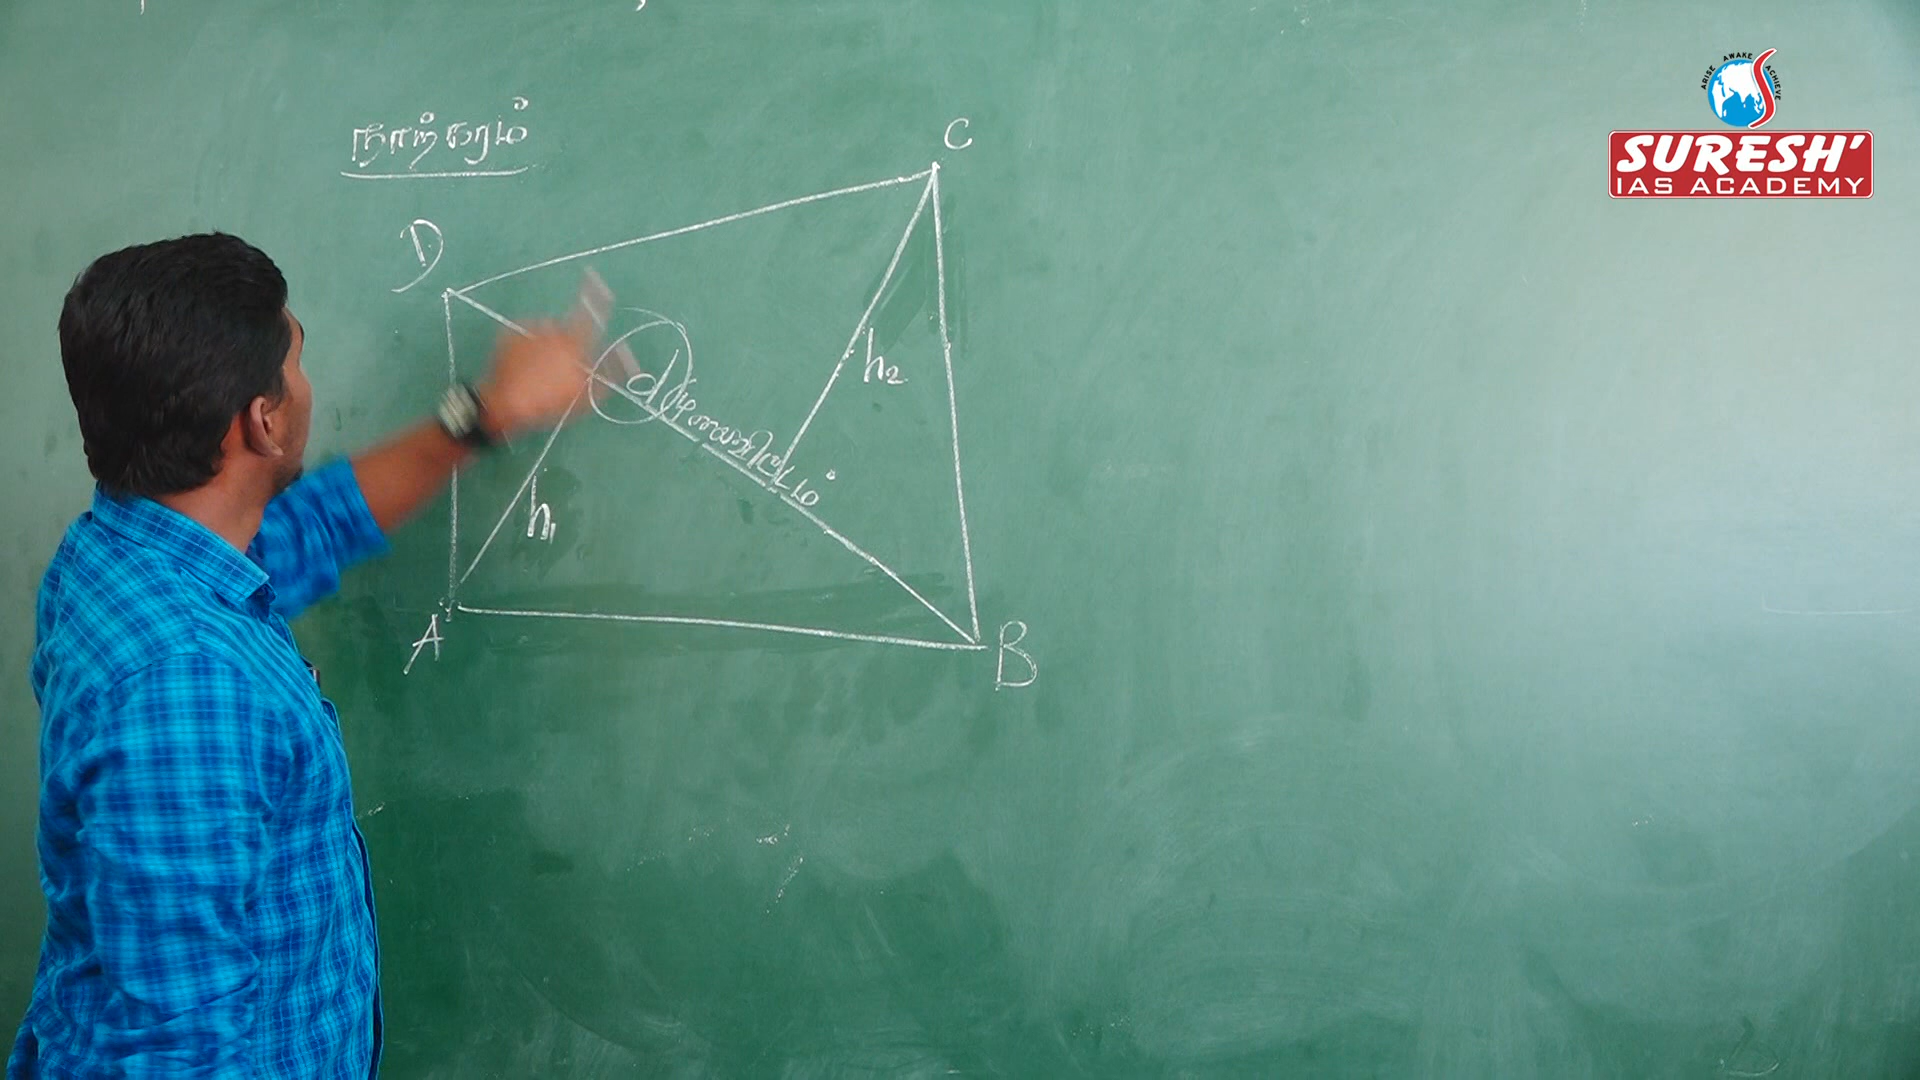 நாற்கரம்
C
D
h₂
d மூலைவிட்டம்
h₁
A
B
ARISE AWAKE ACHIEVE
SURESH'
IAS ACADEMY